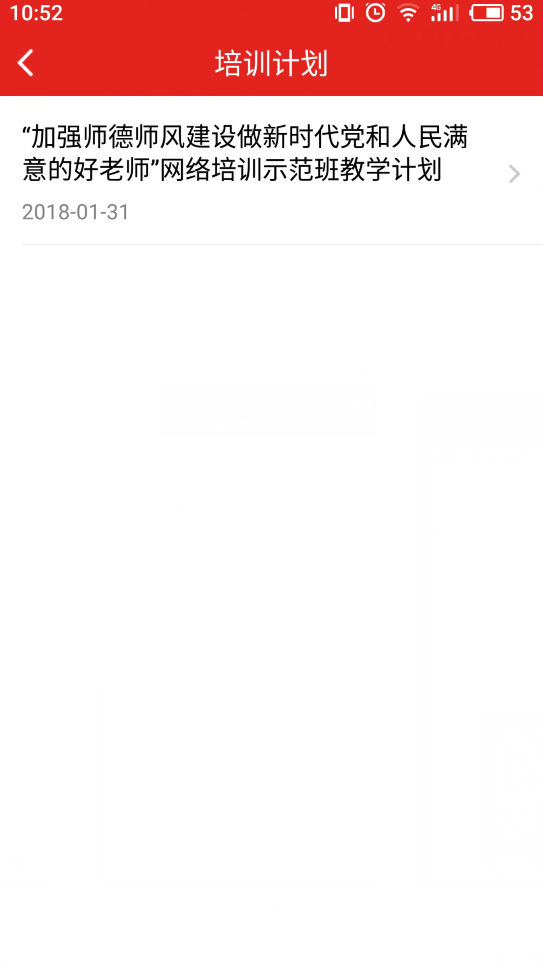 10:52 4G 53
培训计划
“加强师德师风建设做新时代党和人民满
意的好老师”网络培训示范班教学计划
2018-01-31